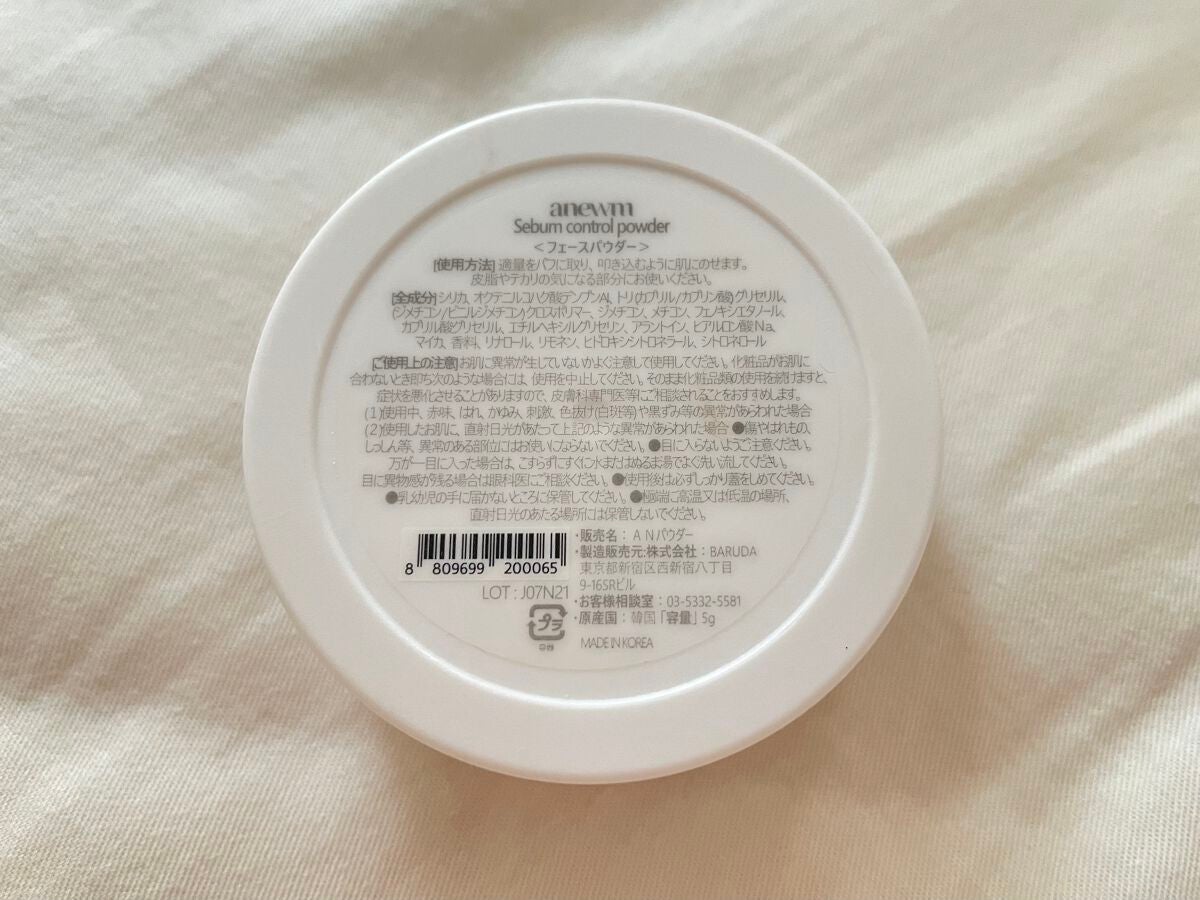 anewm
Sebum control powder
<フェースパウダー>
[使用方法] 適量をパフに取り、叩き込むように肌にのせます。
皮脂やテカリの気になる部分にお使いください。
[全成分] シリカ、オクテニルコハク酸デンプンAl、トリ(カプリル/カプリン酸)グリセリル、
(ジメチコン/ビニルジメチコン)クロスポリマー、ジメチコン、メチコン、フェノキシエタノール、
カプリル酸グリセリル、エチルヘキシルグリセリン、アラントイン、ヒアルロン酸Na、
マイカ、香料、リナロール、リモネン、ヒドロキシシトロネラール、シトロネロール
[ご使用上の注意] お肌に異常が生していないかよく注意して使用してください。化粧品がお肌に
合わないとき即ち次のような場合には、使用を中止してください。そのまま化粧品類の使用を続けますと、
症状を悪化させることがありますので、皮膚科専門医等にご相談されることをおすすめします。
(1)使用中、赤味、はれ、かゆみ、刺激、色抜け(白斑等)や黒ずみ等の異常があらわれた場合
(2)使用したお肌に、直射日光があたって上記のような異常があらわれた場合 ●傷やはれもの、
しっしん等、異常のある部位にはお使いにならないでください。●目に入らないようご注意ください。
万が一目に入った場合は、こすらずにすぐに水またはぬるま湯でよく洗い流してください。
目に異物感が残る場合は眼科医にご相談ください。●使用後は必ずしっかり蓋をしめてください。
●乳幼児の手に届かないところに保管してください。●極端に高温又は低温の場所、
直射日光のあたる場所には保管しないでください。
8 809699 200065
LOT : J07N21
プラ
・販売名：ANパウダー
・製造販売元:株式会社：BARUDA
東京都新宿区西新宿八丁目
9-16SRビル
・お客様相談室：03-5332-5581
・原産国：韓国「容量」5g
MADE IN KOREA